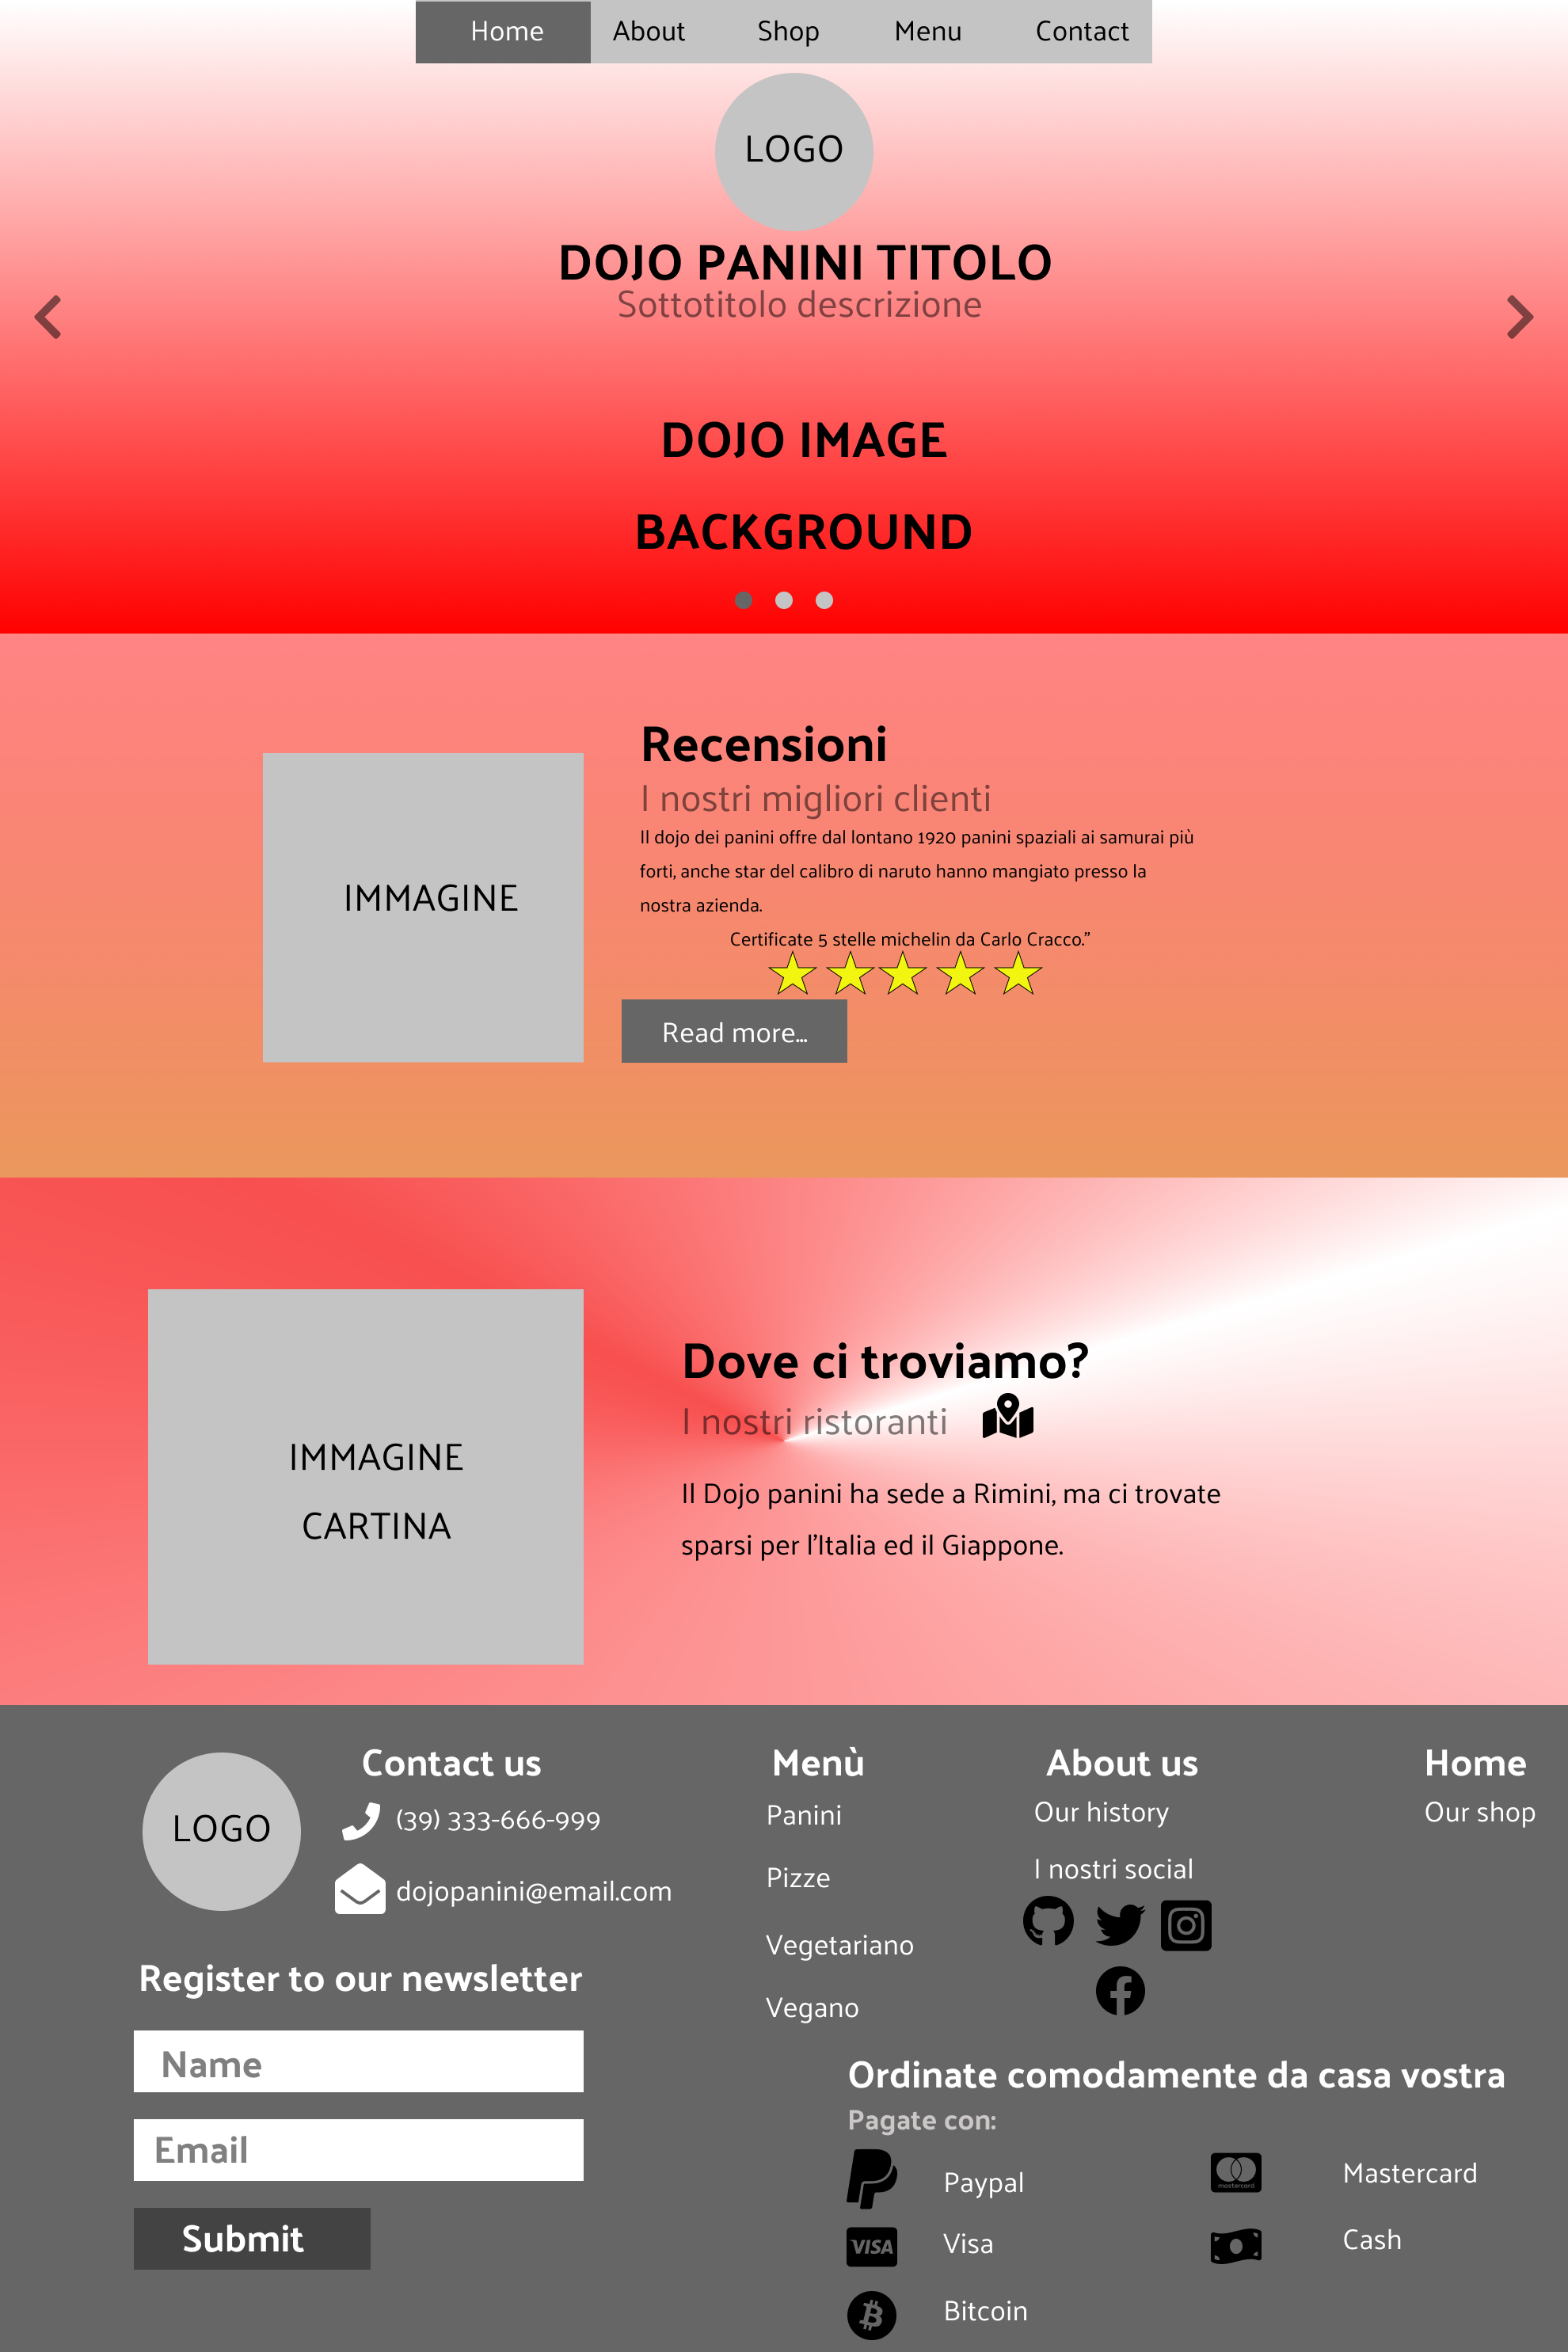 Home About Shop Menu Contact
LOGO
DOJO PANINI TITOLO
Sottotitolo descrizione
DOJO IMAGE
BACKGROUND
Recensioni
I nostri migliori clienti
Il dojo dei panini offre dal lontano 1920 panini spaziali ai samurai più
forti, anche star del calibro di naruto hanno mangiato presso la
nostra azienda.
Certificate 5 stelle michelin da Carlo Cracco.”
IMMAGINE
Read more...
Dove ci troviamo?
I nostri ristoranti
IMMAGINE
CARTINA
Il Dojo panini ha sede a Rimini, ma ci trovate
sparsi per l’Italia ed il Giappone.
LOGO
Contact us
(39) 333-666-999
dojopanini@email.com
Register to our newsletter
Name
Email
Submit
Menù
Panini
Pizze
Vegetariano
Vegano
About us
Our history
I nostri social
Home
Our shop
Ordinate comodamente da casa vostra
Pagate con:
Paypal
mastercard
Mastercard
VISA
Visa
Cash
Bitcoin